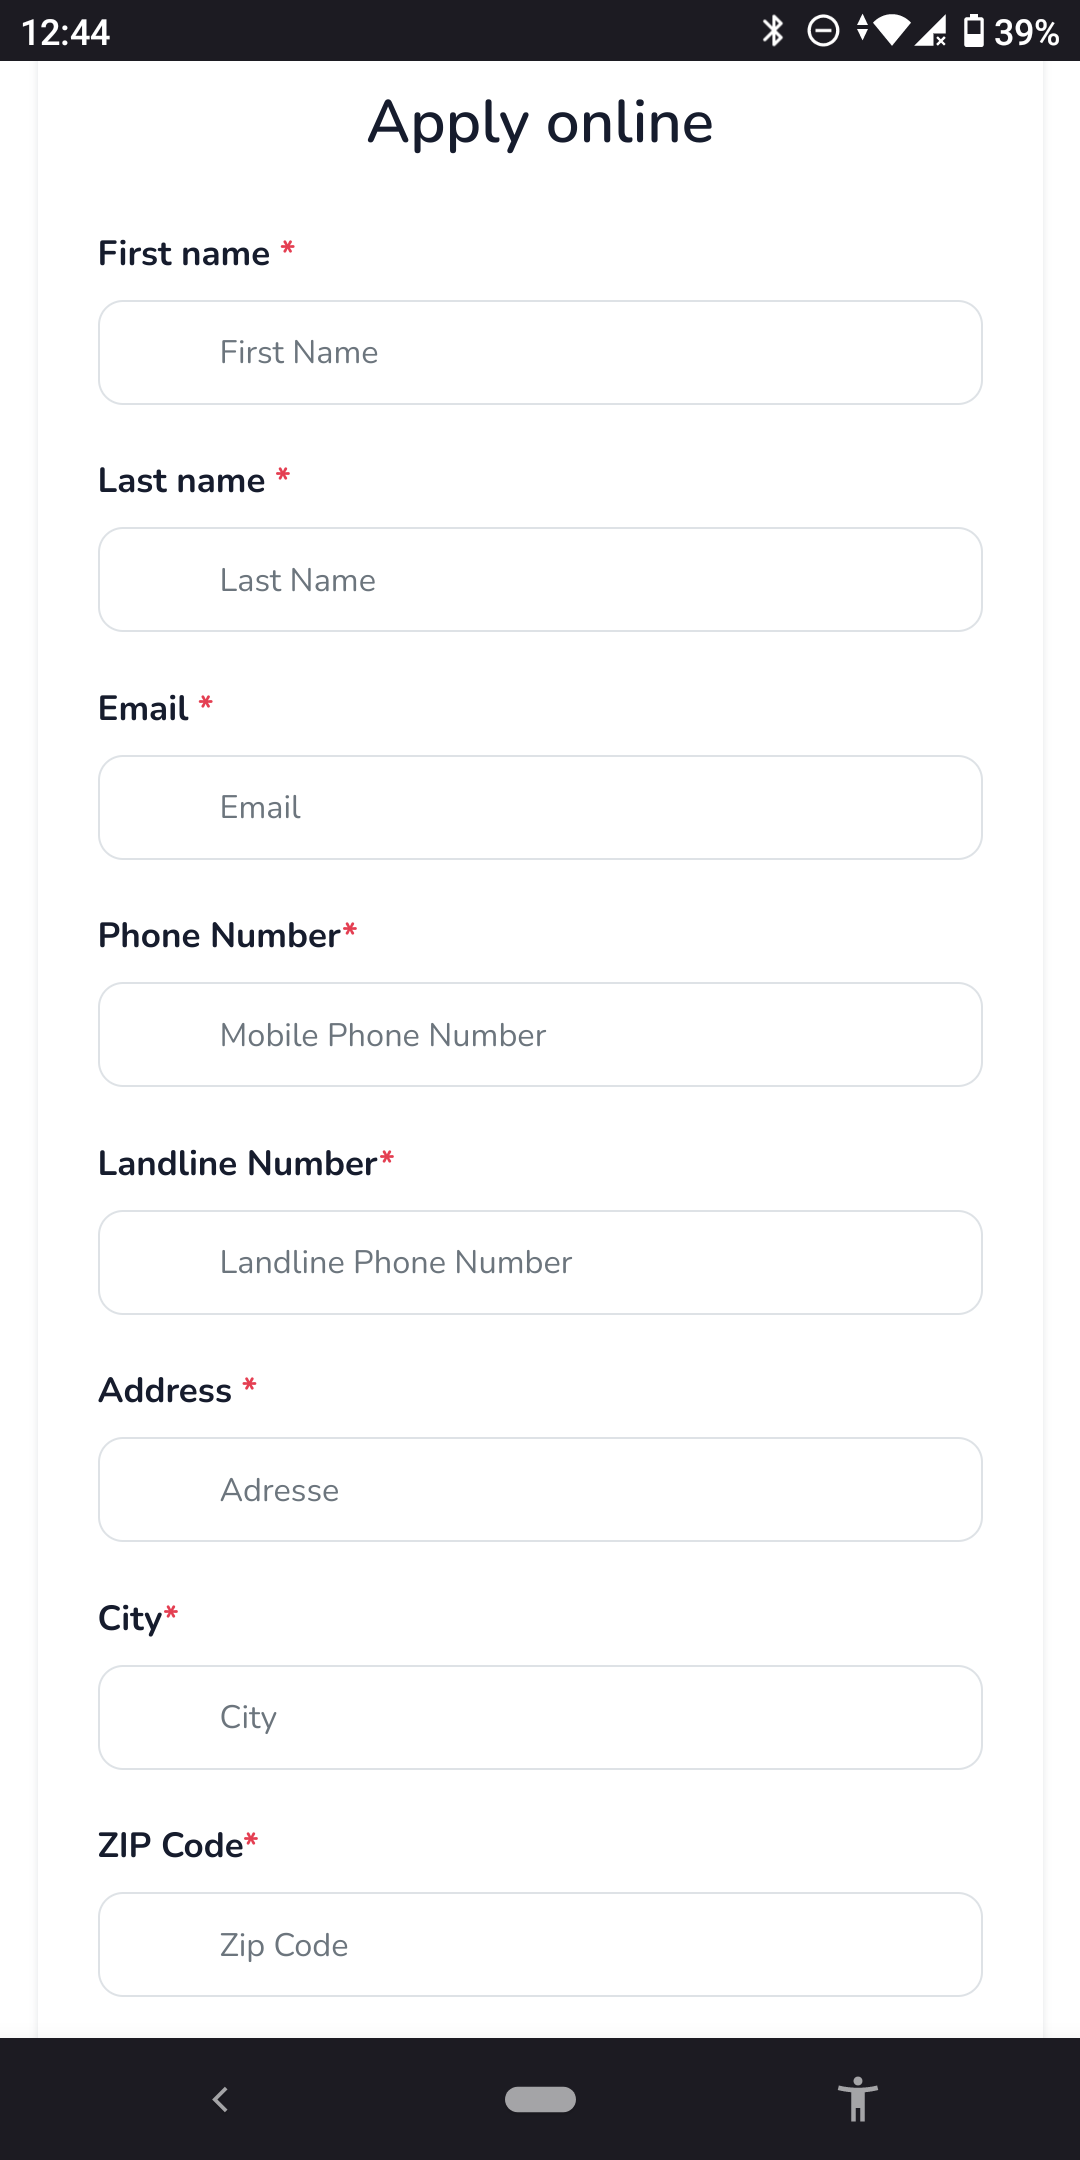 12:44
39%
Apply online
First name *
First Name
Last name *
Last Name
Email *
Email
Phone Number*
Mobile Phone Number
Landline Number*
Landline Phone Number
Address *
Adresse
City*
City
ZIP Code*
Zip Code